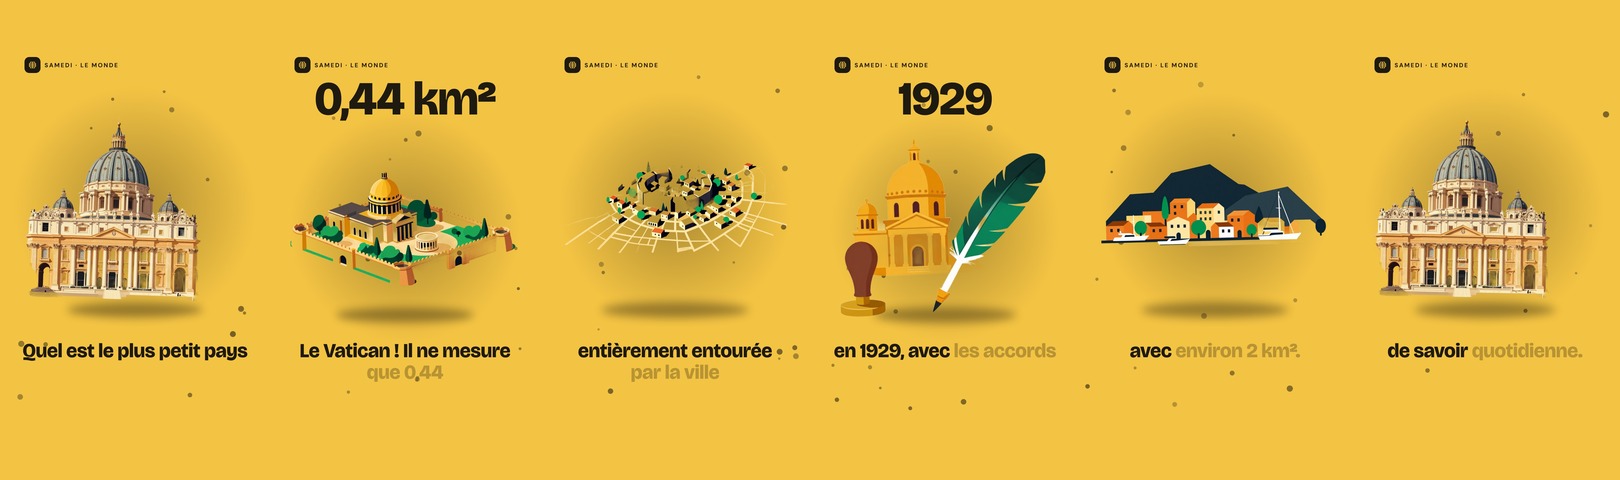 SAMEDI · LE MONDE
Quel est le plus petit pays
SAMEDI · LE MONDE
0,44 km²
Le Vatican ! Il ne mesure
que 0,44
SAMEDI · LE MONDE
entièrement entourée
par la ville
SAMEDI · LE MONDE
1929
en 1929, avec les accords
SAMEDI · LE MONDE
avec environ 2 km².
SAMEDI · LE MONDE
de savoir quotidienne.